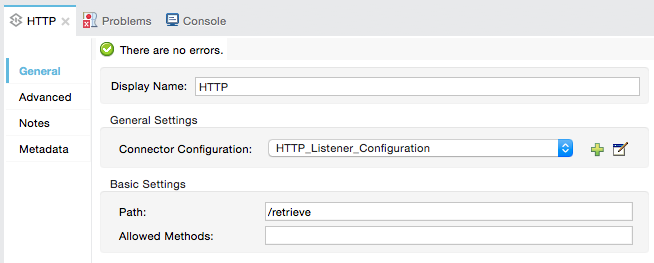 HTTP Problems Console
There are no errors.
General
Advanced
Notes
Metadata
Display Name: HTTP
General Settings
Connector Configuration: HTTP_Listener_Configuration
Basic Settings
Path: /retrieve
Allowed Methods: